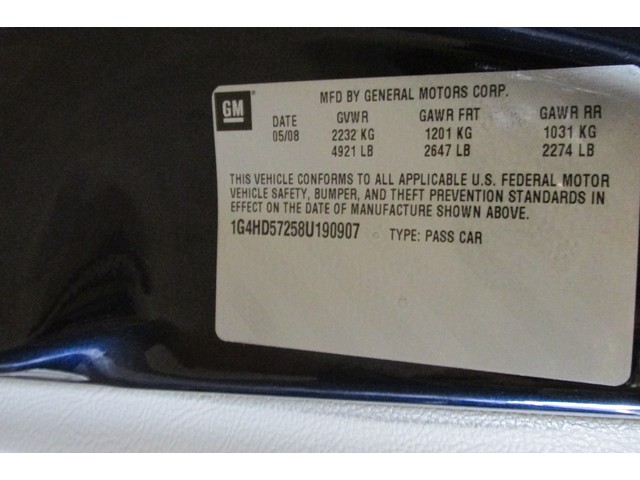 GM
MFD BY GENERAL MOTORS CORP.
DATE GVWR GAWR FRT GAWR RR
05/08 2232 KG 1201 KG 1031 KG
4921 LB 2647 LB 2274 LB
THIS VEHICLE CONFORMS TO ALL APPLICABLE U.S. FEDERAL MOTOR
VEHICLE SAFETY, BUMPER, AND THEFT PREVENTION STANDARDS IN
EFFECT ON THE DATE OF MANUFACTURE SHOWN ABOVE.
1G4HD57258U190907 TYPE: PASS CAR